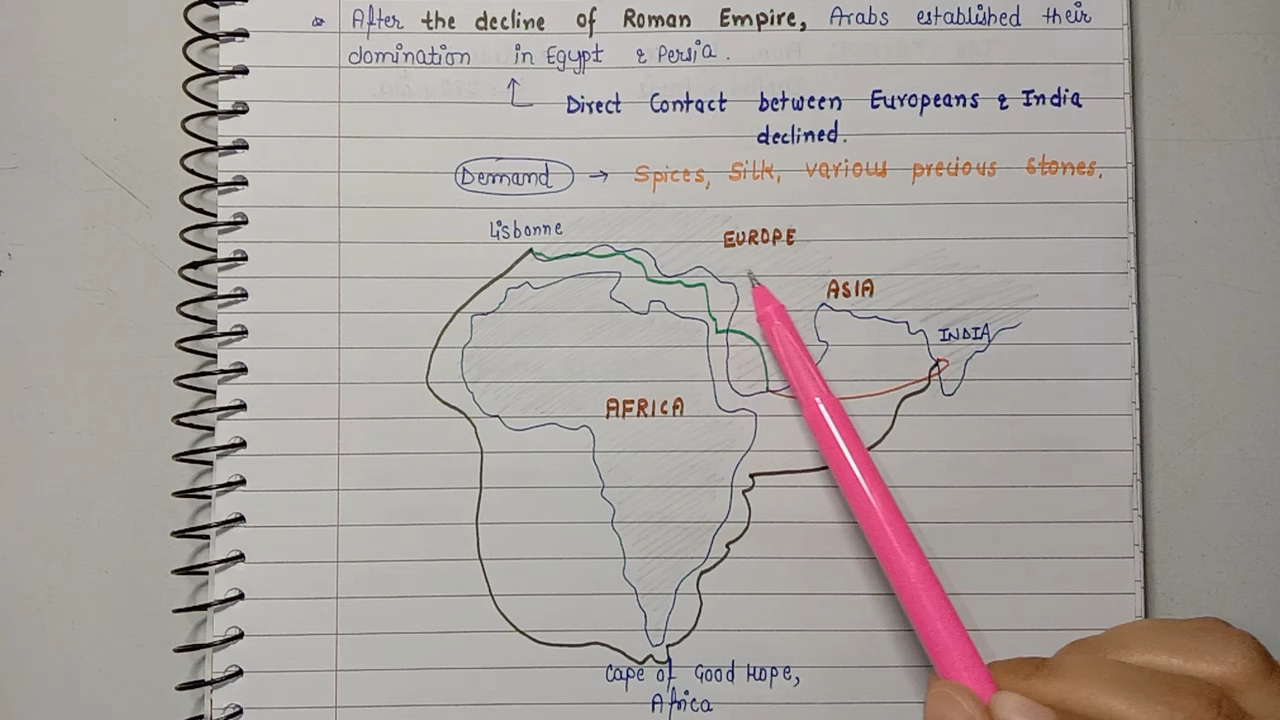 After the decline of Roman Empire, Arabs established their
domination in Egypt & Persia.
Direct Contact between Europeans & India
declined.
Demand → Spices, Silk, various precious stones.
Lisbonne
EUROPE
ASIA
INDIA
AFRICA
Cape of Good Hope,
Africa